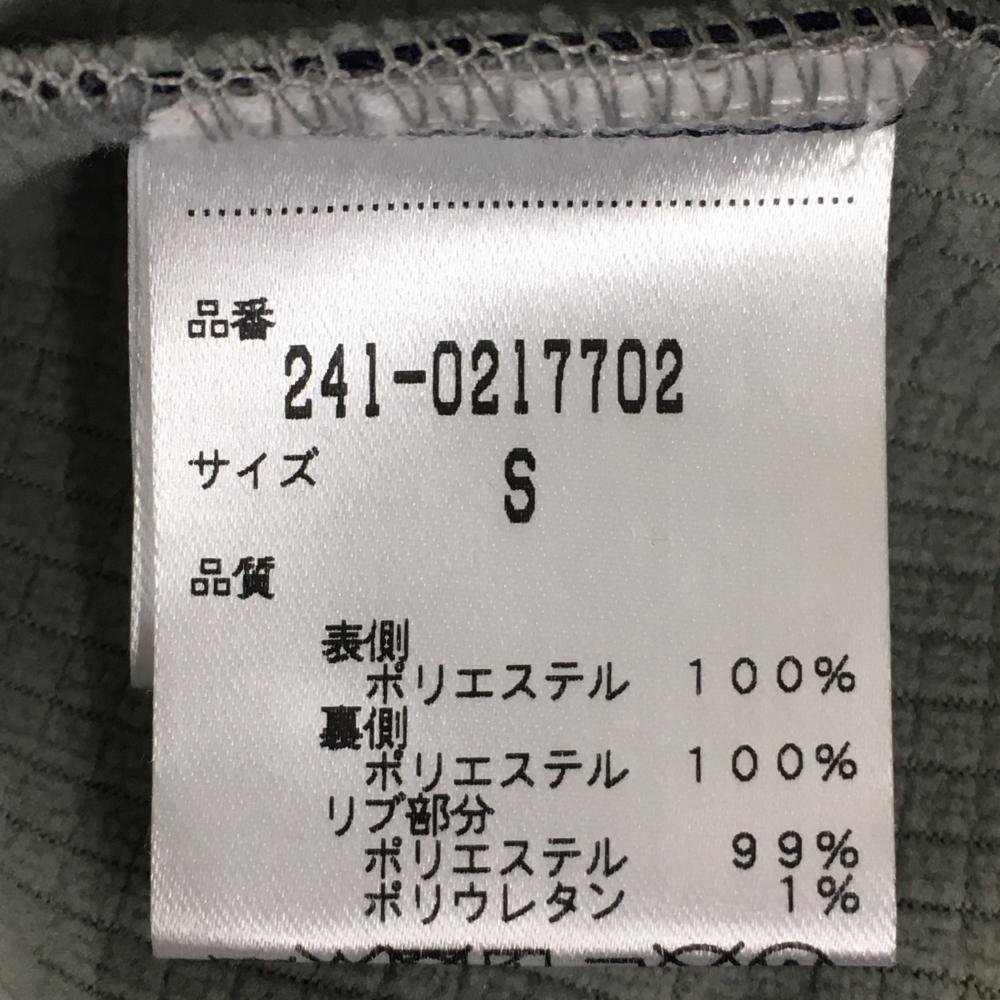 品番
241-0217702
サイズ S
品質
表側
ポリエステル 100%
裏側
ポリエステル 100%
リブ部分
ポリエステル 99%
ポリウレタン 1%